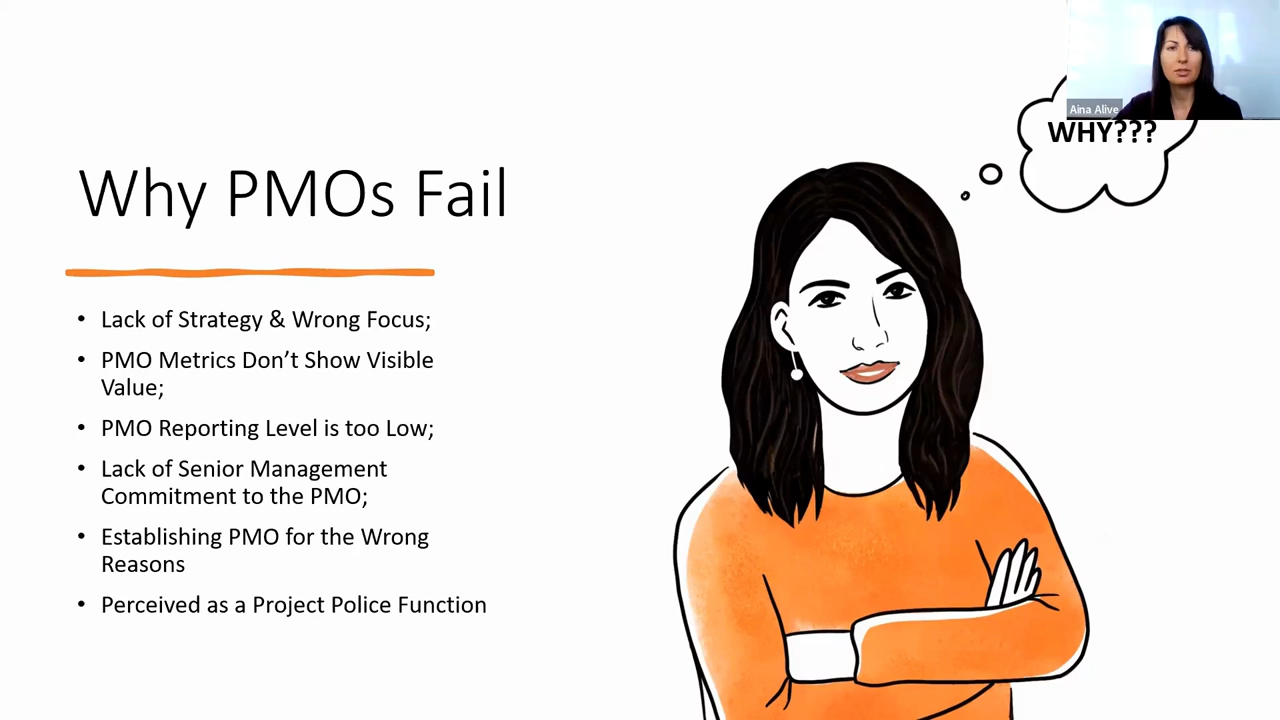 Aina Alive
WHY???
Why PMOs Fail
• Lack of Strategy & Wrong Focus;
• PMO Metrics Don’t Show Visible
Value;
• PMO Reporting Level is too Low;
• Lack of Senior Management
Commitment to the PMO;
• Establishing PMO for the Wrong
Reasons
• Perceived as a Project Police Function